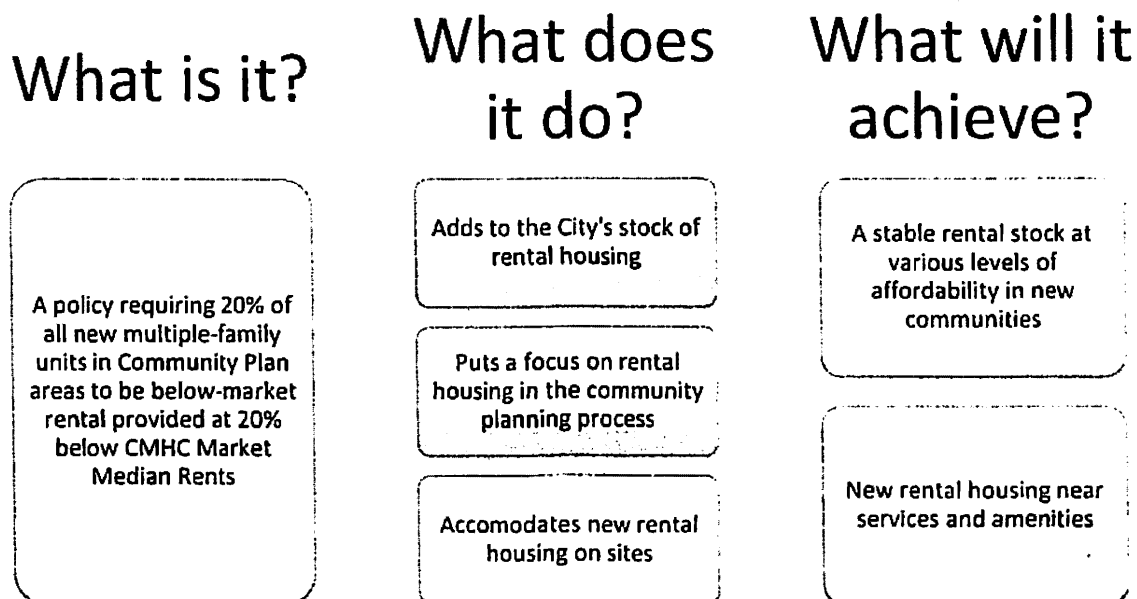 What is it?
A policy requiring 20% of
all new multiple-family
units in Community Plan
areas to be below-market
rental provided at 20%
below CMHC Market
Median Rents
What does
it do?
Adds to the City's stock of
rental housing
Puts a focus on rental
housing in the community
planning process
Accomodates new rental
housing on sites
What will it
achieve?
A stable rental stock at
various levels of
affordability in new
communities
New rental housing near
services and amenities